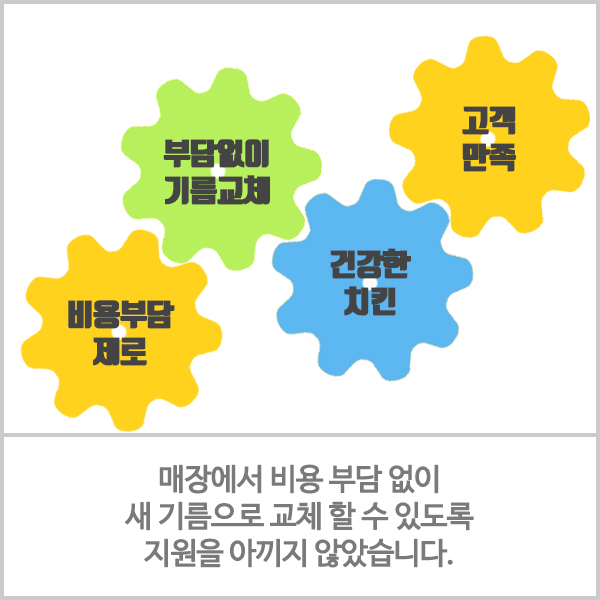 고객
만족
부담없이
기름교체
건강한
치킨
비용부담
제로
매장에서 비용 부담 없이
새 기름으로 교체 할 수 있도록
지원을 아끼지 않았습니다.